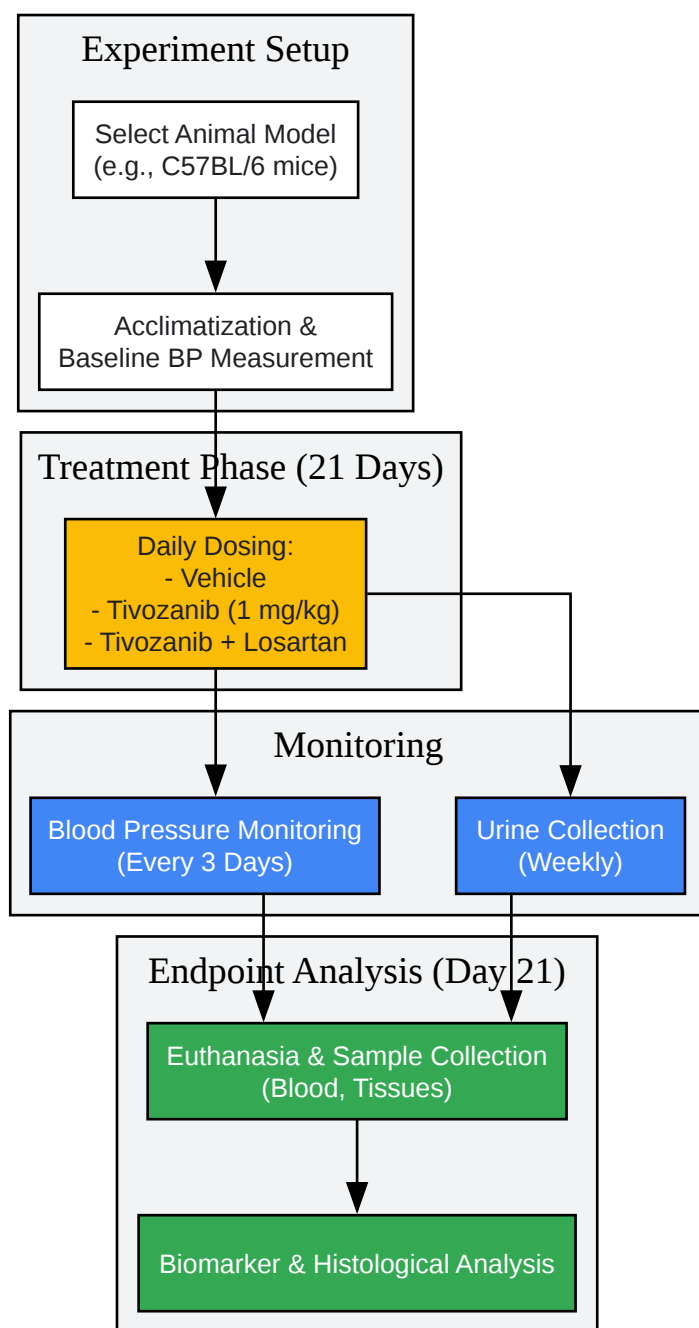 Experiment Setup
Select Animal Model
(e.g., C57BL/6 mice)
Acclimatization &
Baseline BP Measurement
Treatment Phase (21 Days)
Daily Dosing:
- Vehicle
- Tivozanib (1 mg/kg)
- Tivozanib + Losartan
Monitoring
Blood Pressure Monitoring
(Every 3 Days)
Urine Collection
(Weekly)
Endpoint Analysis (Day 21)
Euthanasia & Sample Collection
(Blood, Tissues)
Biomarker & Histological Analysis